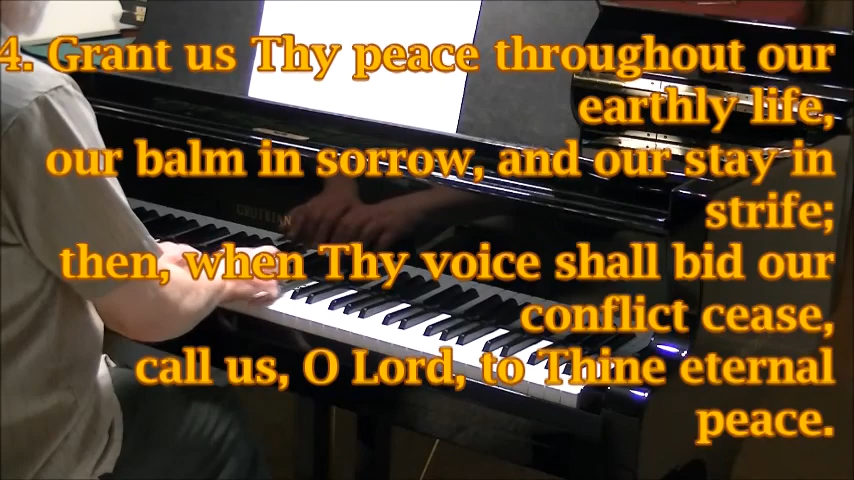 4. Grant us Thy peace throughout our
earthly life,
our balm in sorrow, and our stay in
strife;
GROTRIAN
then, when Thy voice shall bid our
conflict cease,
call us, O Lord, to Thine eternal
peace.